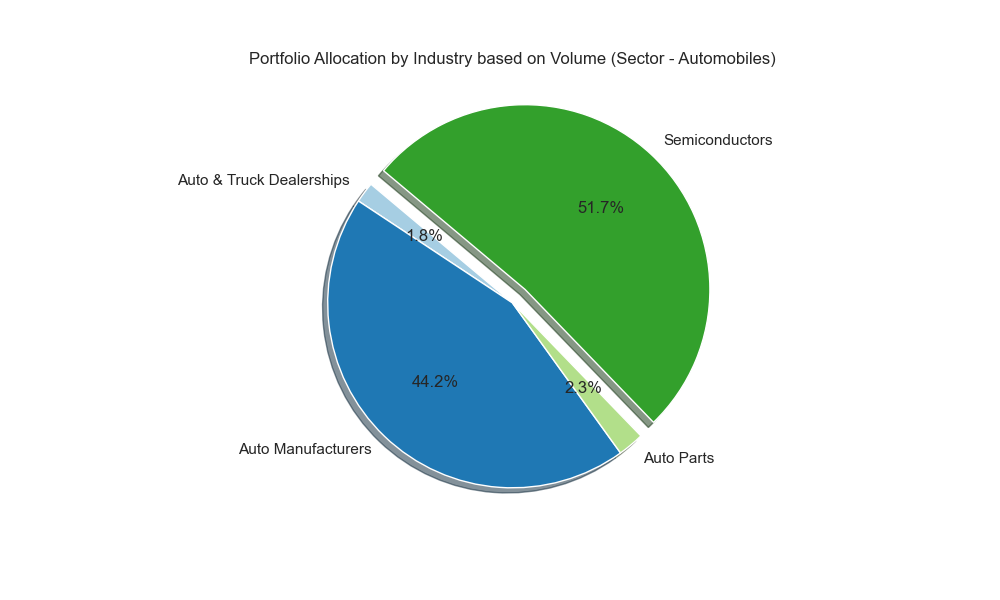 Portfolio Allocation by Industry based on Volume (Sector - Automobiles)
Semiconductors
Auto & Truck Dealerships
51.7%
1.8%
44.2%
2.3%
Auto Manufacturers
Auto Parts